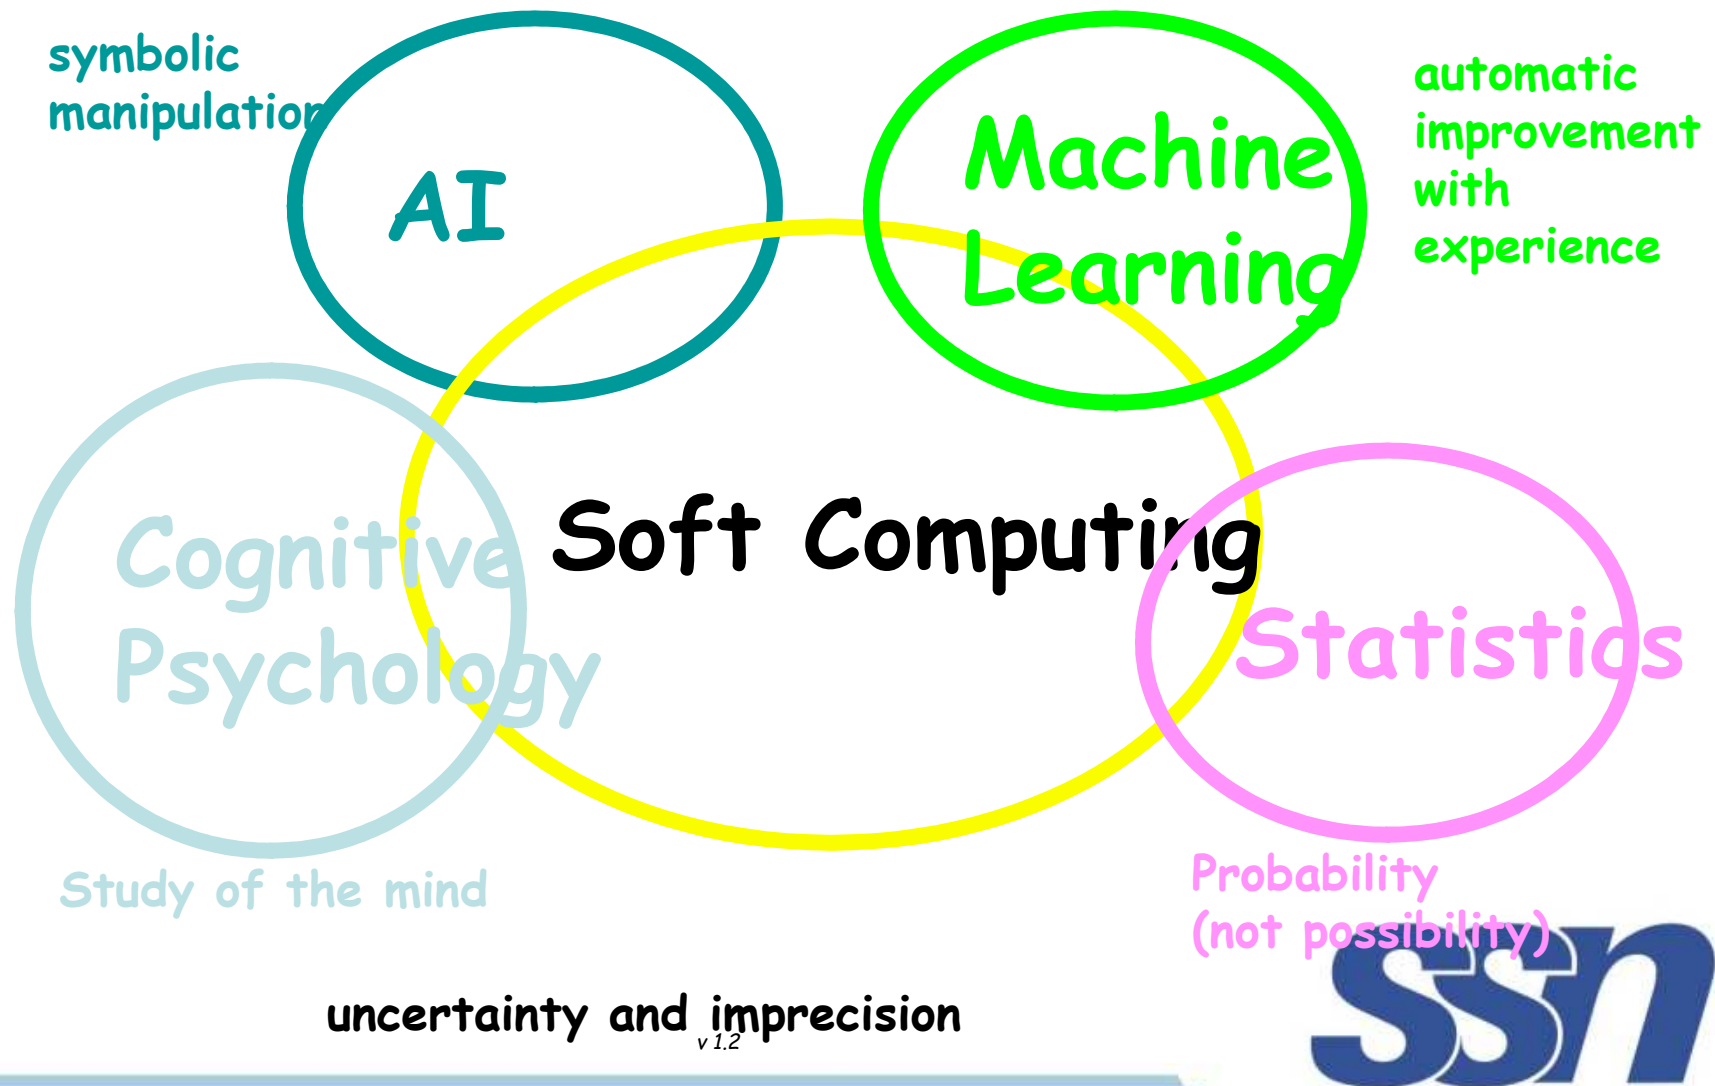 symbolic
manipulation
AI
Machine
Learning
automatic
improvement
with
experience
Cognitive
Psychology
Soft Computing
Statistics
Study of the mind
Probability
(not possibility)
uncertainty and imprecision
v 1.2
ssn